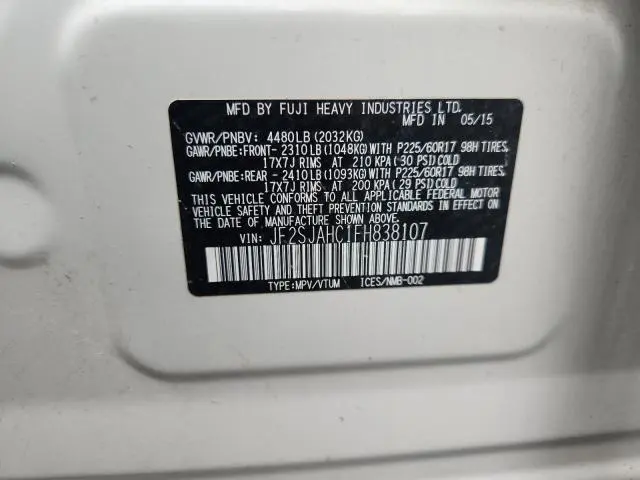 MFD BY FUJI HEAVY INDUSTRIES LTD.
MFD IN 05/15
GVWR/PNBV: 4480LB(2032KG)
GAWR/PNBE:FRONT- 2310LB(1048KG)WITH P225/60R17 98H TIRES,
17X7J RIMS AT 210 KPA(30 PSI)COLD
GAWR/PNBE:REAR - 2410LB(1093KG)WITH P225/60R17 98H TIRES,
17X7J RIMS AT 200 KPA(29 PSI)COLD
THIS VEHICLE CONFORMS TO ALL APPLICABLE FEDERAL MOTOR
VEHICLE SAFETY AND THEFT PREVENTION STANDARDS IN EFFECT ON
THE DATE OF MANUFACTURE SHOWN ABOVE.
VIN: JF2SJAHC1FH838107
TYPE:MPV/VTUM ICES/NMB-002